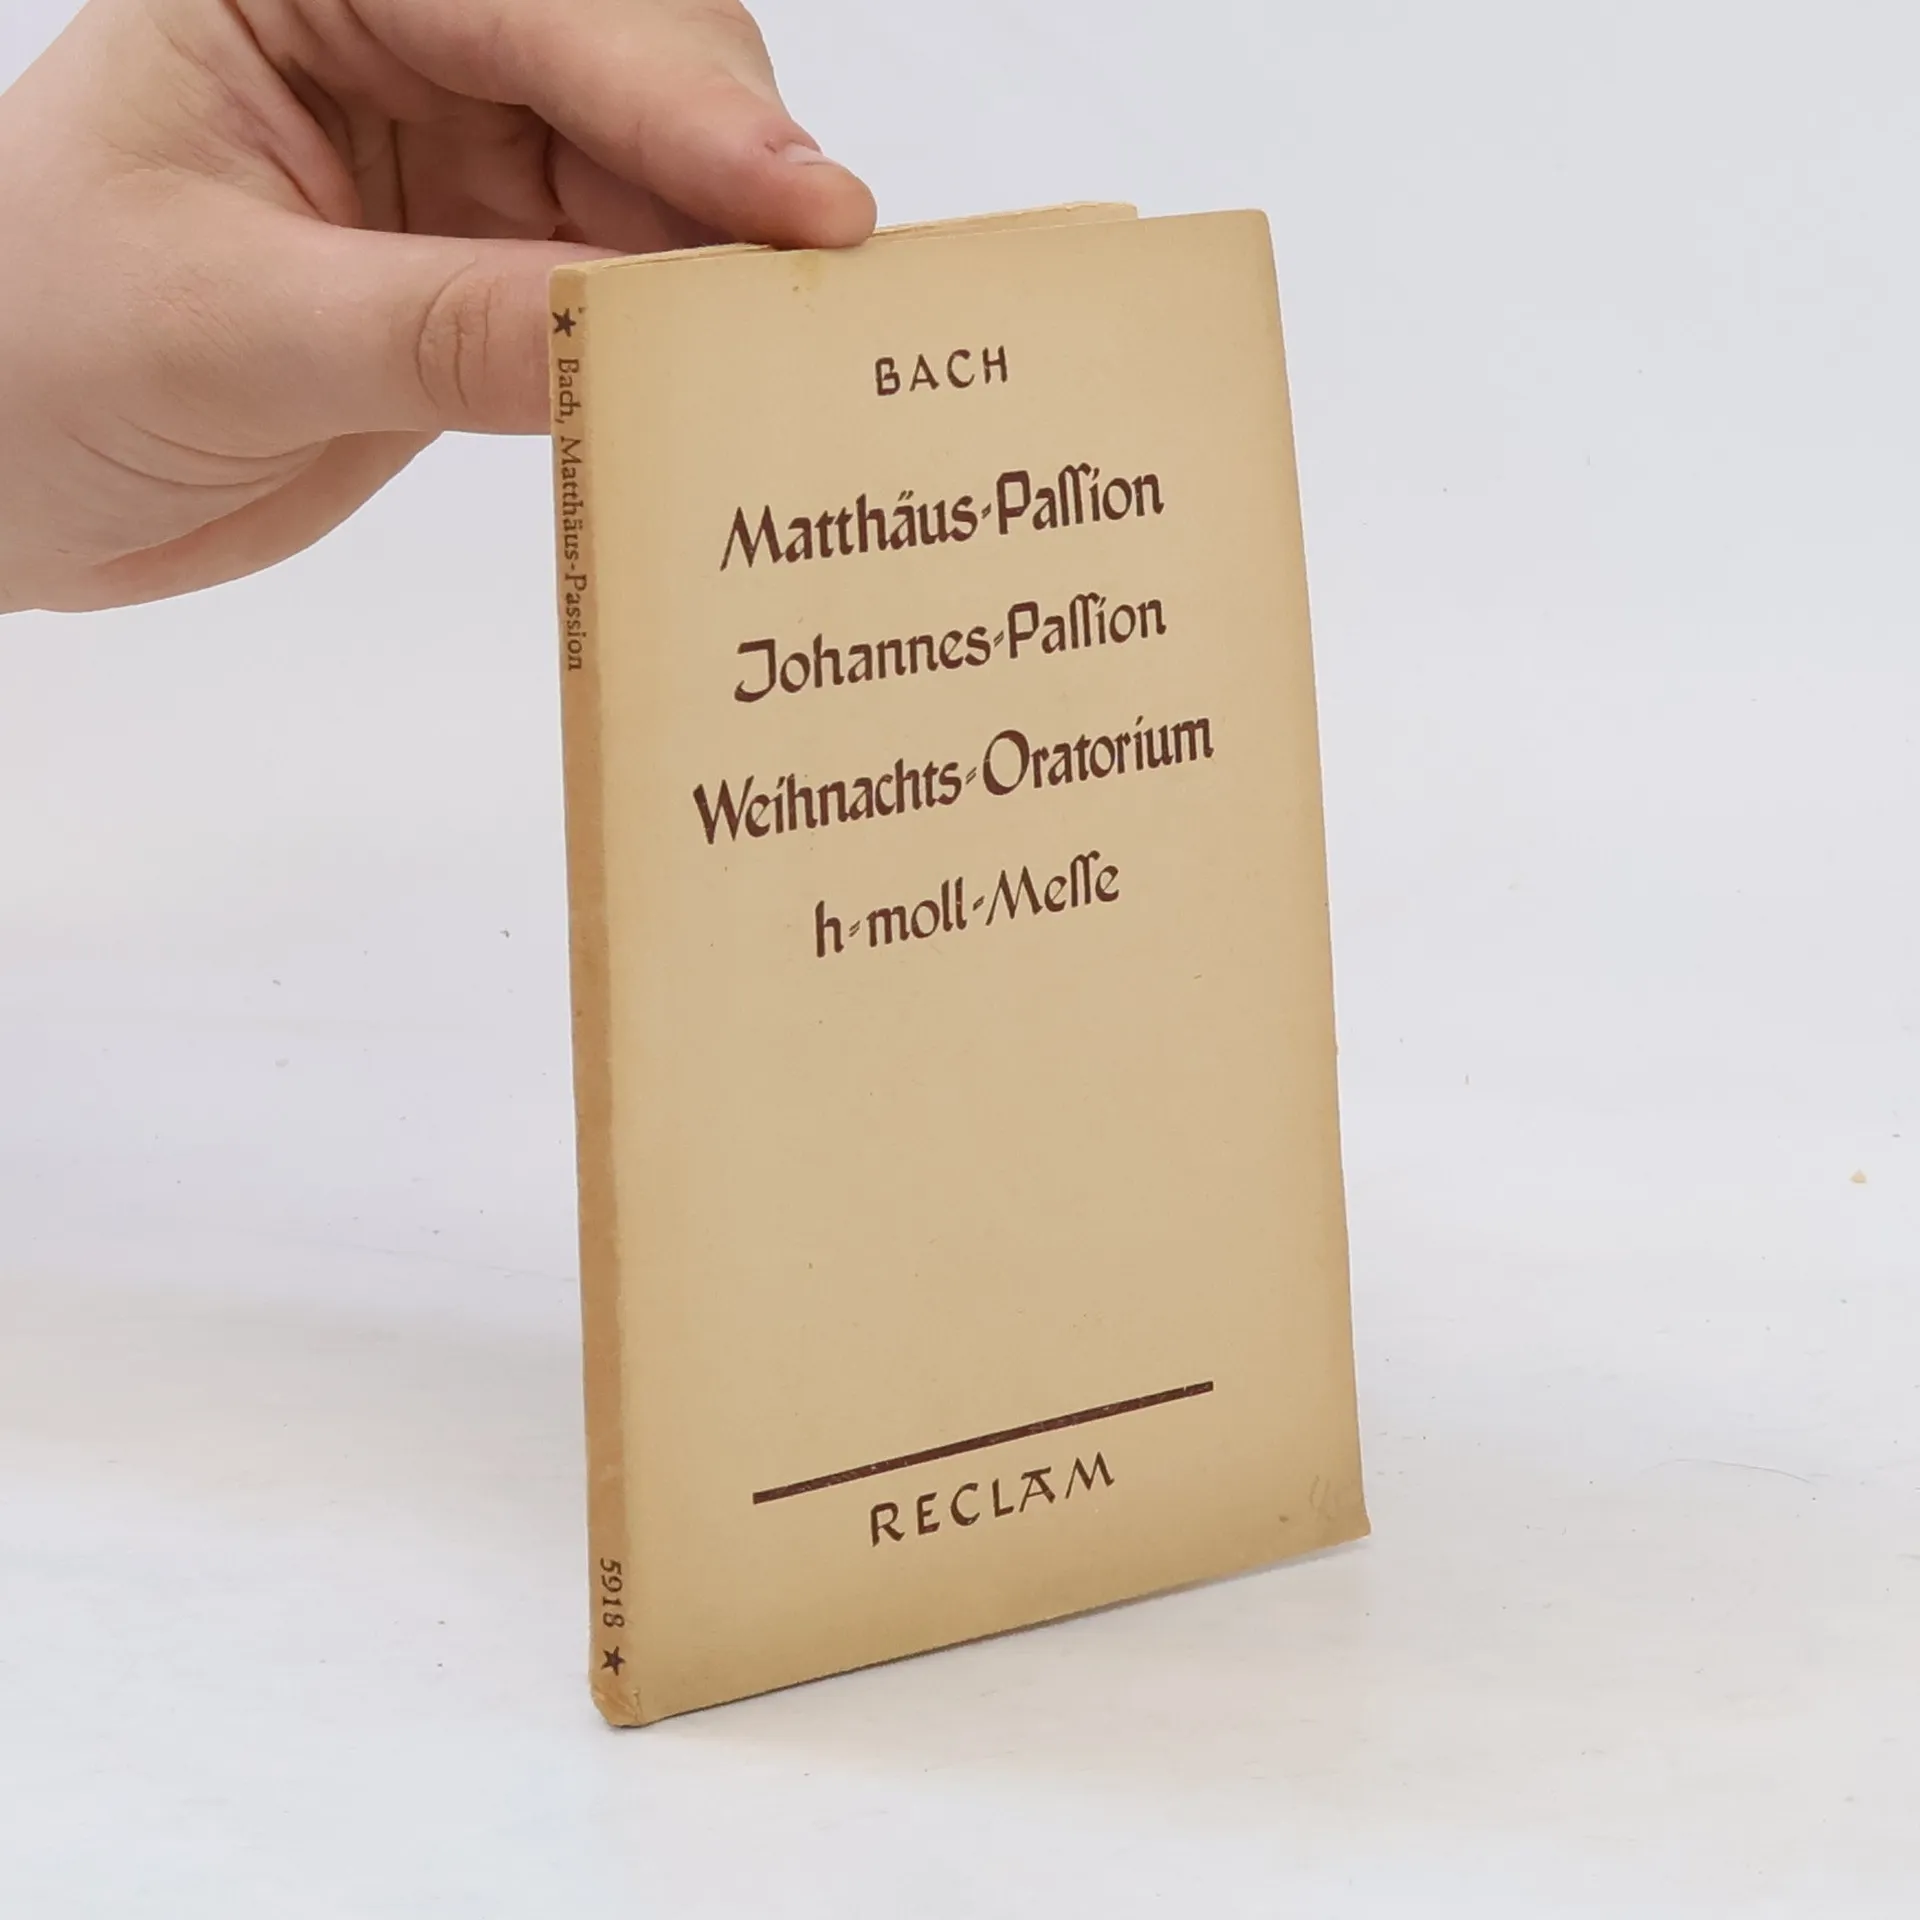 ★ Bach, Matthäus-Passion
5918 ★
BACH
Matthäus-Paſſion
Johannes-Paſſion
Weihnachts-Oratorium
h-moll-Meſſe
RECLAM